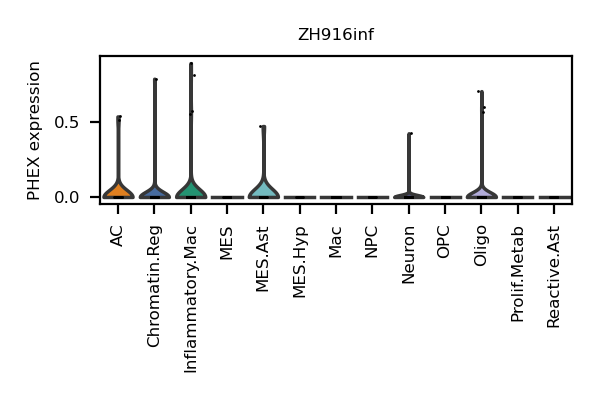 ZH916inf
PHEX expression
0.5
0.0
AC
Chromatin.Reg
Inflammatory.Mac
MES
MES.Ast
MES.Hyp
Mac
NPC
Neuron
OPC
Oligo
Prolif.Metab
Reactive.Ast